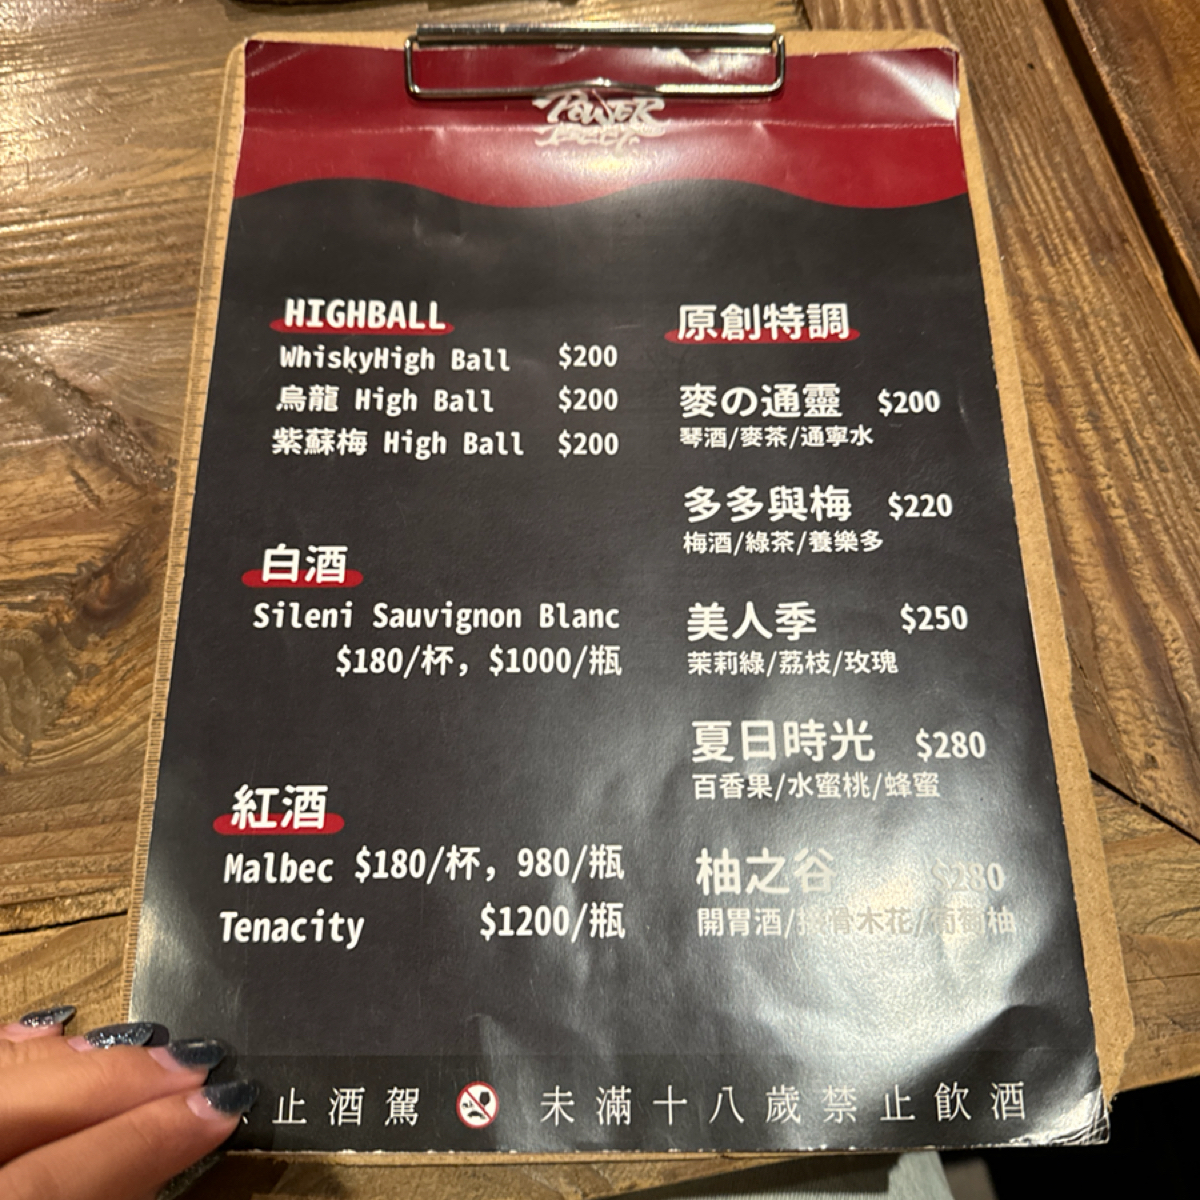 POWER
HIGHBALL
WhiskyHigh Ball $200
烏龍 High Ball $200
紫蘇梅 High Ball $200
白酒
Sileni Sauvignon Blanc
$180/杯, $1000/瓶
紅酒
Malbec $180/杯, 980/瓶
Tenacity $1200/瓶
原創特調
麥の通靈 $200
琴酒/麥茶/通寧水
多多與梅 $220
梅酒/綠茶/養樂多
美人季 $250
茉莉綠/荔枝/玫瑰
夏日時光 $280
百香果/水蜜桃/蜂蜜
柚之谷 $280
開胃酒/接骨木花/葡萄柚
止酒駕 未滿十八歲禁止飲酒